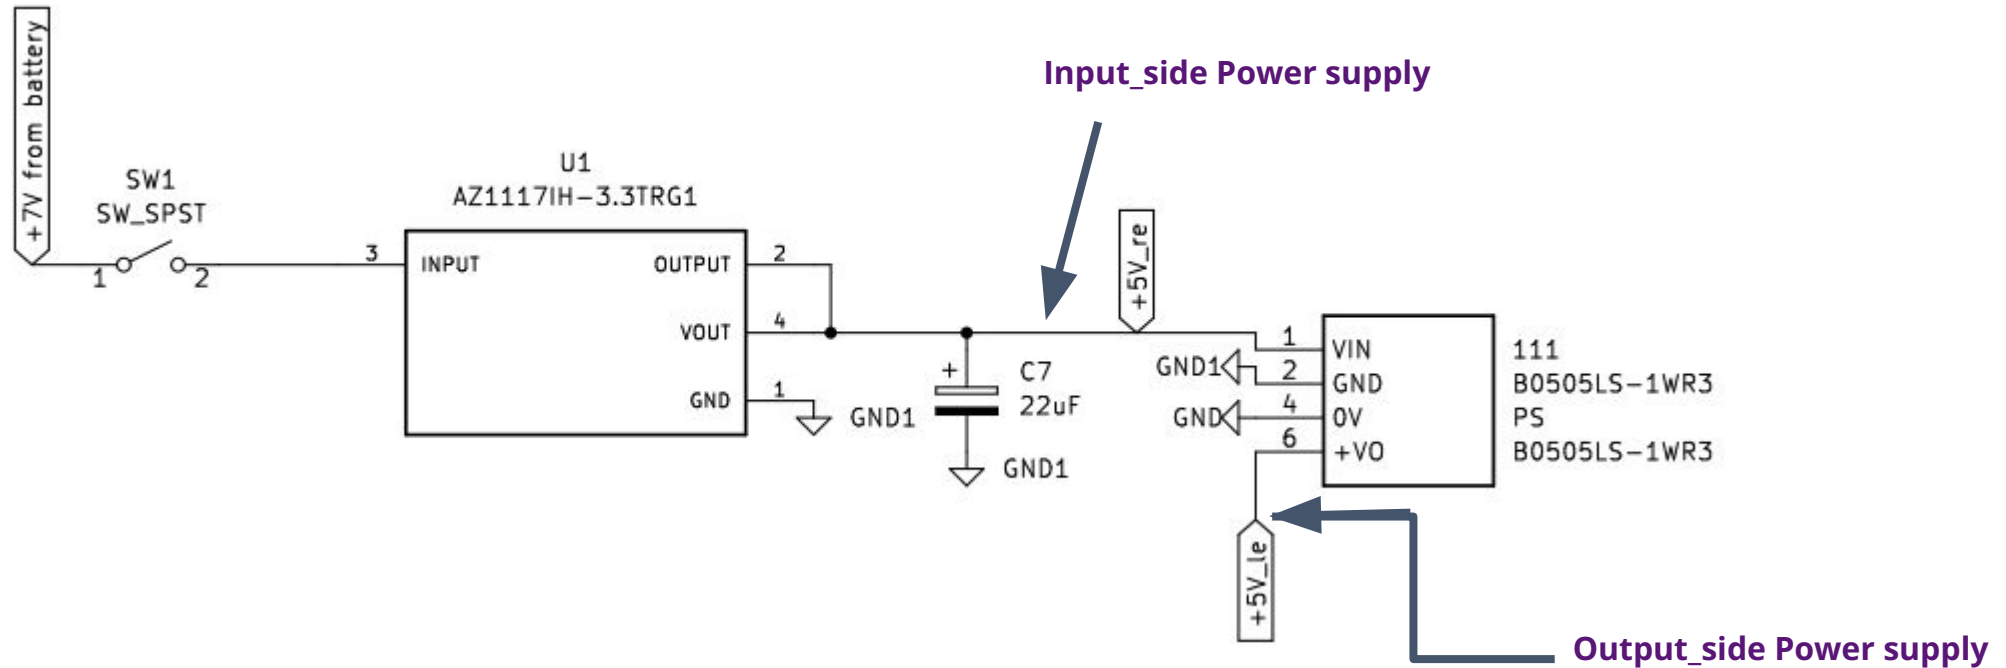 +7V from battery
Input_side Power supply
SW1
SW_SPST
1
2
U1
AZ1117IH-3.3TRG1
3
INPUT
OUTPUT
2
VOUT
4
GND
1
GND1
+
C7
22uF
GND1
+5V_re
GND1
1
VIN
2
GND
GND
4
0V
6
+VO
111
B0505LS-1WR3
PS
B0505LS-1WR3
+5V_le
Output_side Power supply